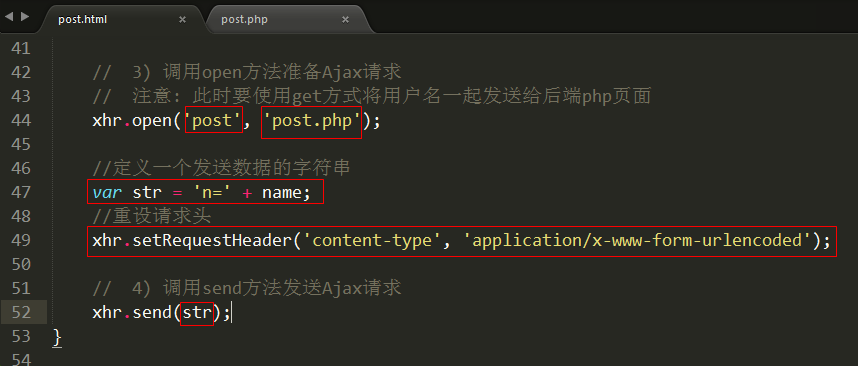 post.html × post.php ×
41
42 // 3) 调用open方法准备Ajax请求
43 // 注意: 此时要使用get方式将用户名一起发送给后端php页面
44 xhr.open('post', 'post.php');
45
46 //定义一个发送数据的字符串
47 var str = 'n=' + name;
48 //重设请求头
49 xhr.setRequestHeader('content-type', 'application/x-www-form-urlencoded');
50
51 // 4) 调用send方法发送Ajax请求
52 xhr.send(str);
53 }
54